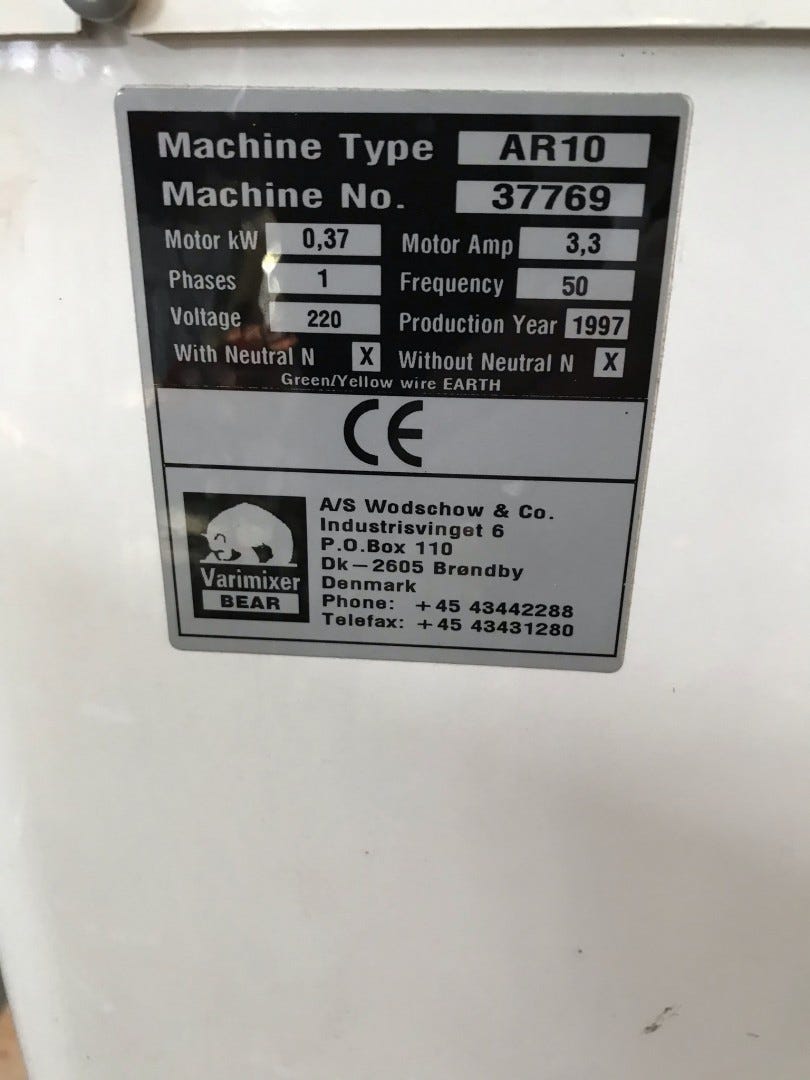 Machine Type AR10
Machine No. 37769
Motor kW 0,37 Motor Amp 3,3
Phases 1 Frequency 50
Voltage 220 Production Year 1997
With Neutral N X Without Neutral N X
Green/Yellow wire EARTH
CE
Varimixer
BEAR
A/S Wodschow & Co.
Industrisvinget 6
P.O.Box 110
Dk-2605 Brøndby
Denmark
Phone: +45 43442288
Telefax: +45 43431280